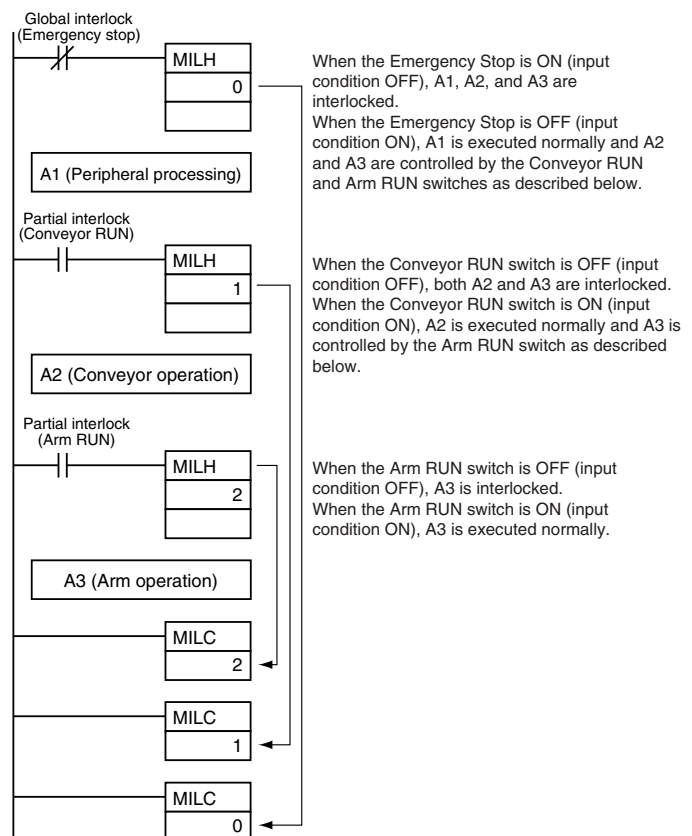 Global interlock
(Emergency stop)
MILH
0
When the Emergency Stop is ON (input
condition OFF), A1, A2, and A3 are
interlocked.
When the Emergency Stop is OFF (input
condition ON), A1 is executed normally and A2
and A3 are controlled by the Conveyor RUN
and Arm RUN switches as described below.
A1 (Peripheral processing)
Partial interlock
(Conveyor RUN)
MILH
1
When the Conveyor RUN switch is OFF (input
condition OFF), both A2 and A3 are interlocked.
When the Conveyor RUN switch is ON (input
condition ON), A2 is executed normally and A3 is
controlled by the Arm RUN switch as described
below.
A2 (Conveyor operation)
Partial interlock
(Arm RUN)
MILH
2
When the Arm RUN switch is OFF (input
condition OFF), A3 is interlocked.
When the Arm RUN switch is ON (input
condition ON), A3 is executed normally.
A3 (Arm operation)
MILC
2
MILC
1
MILC
0